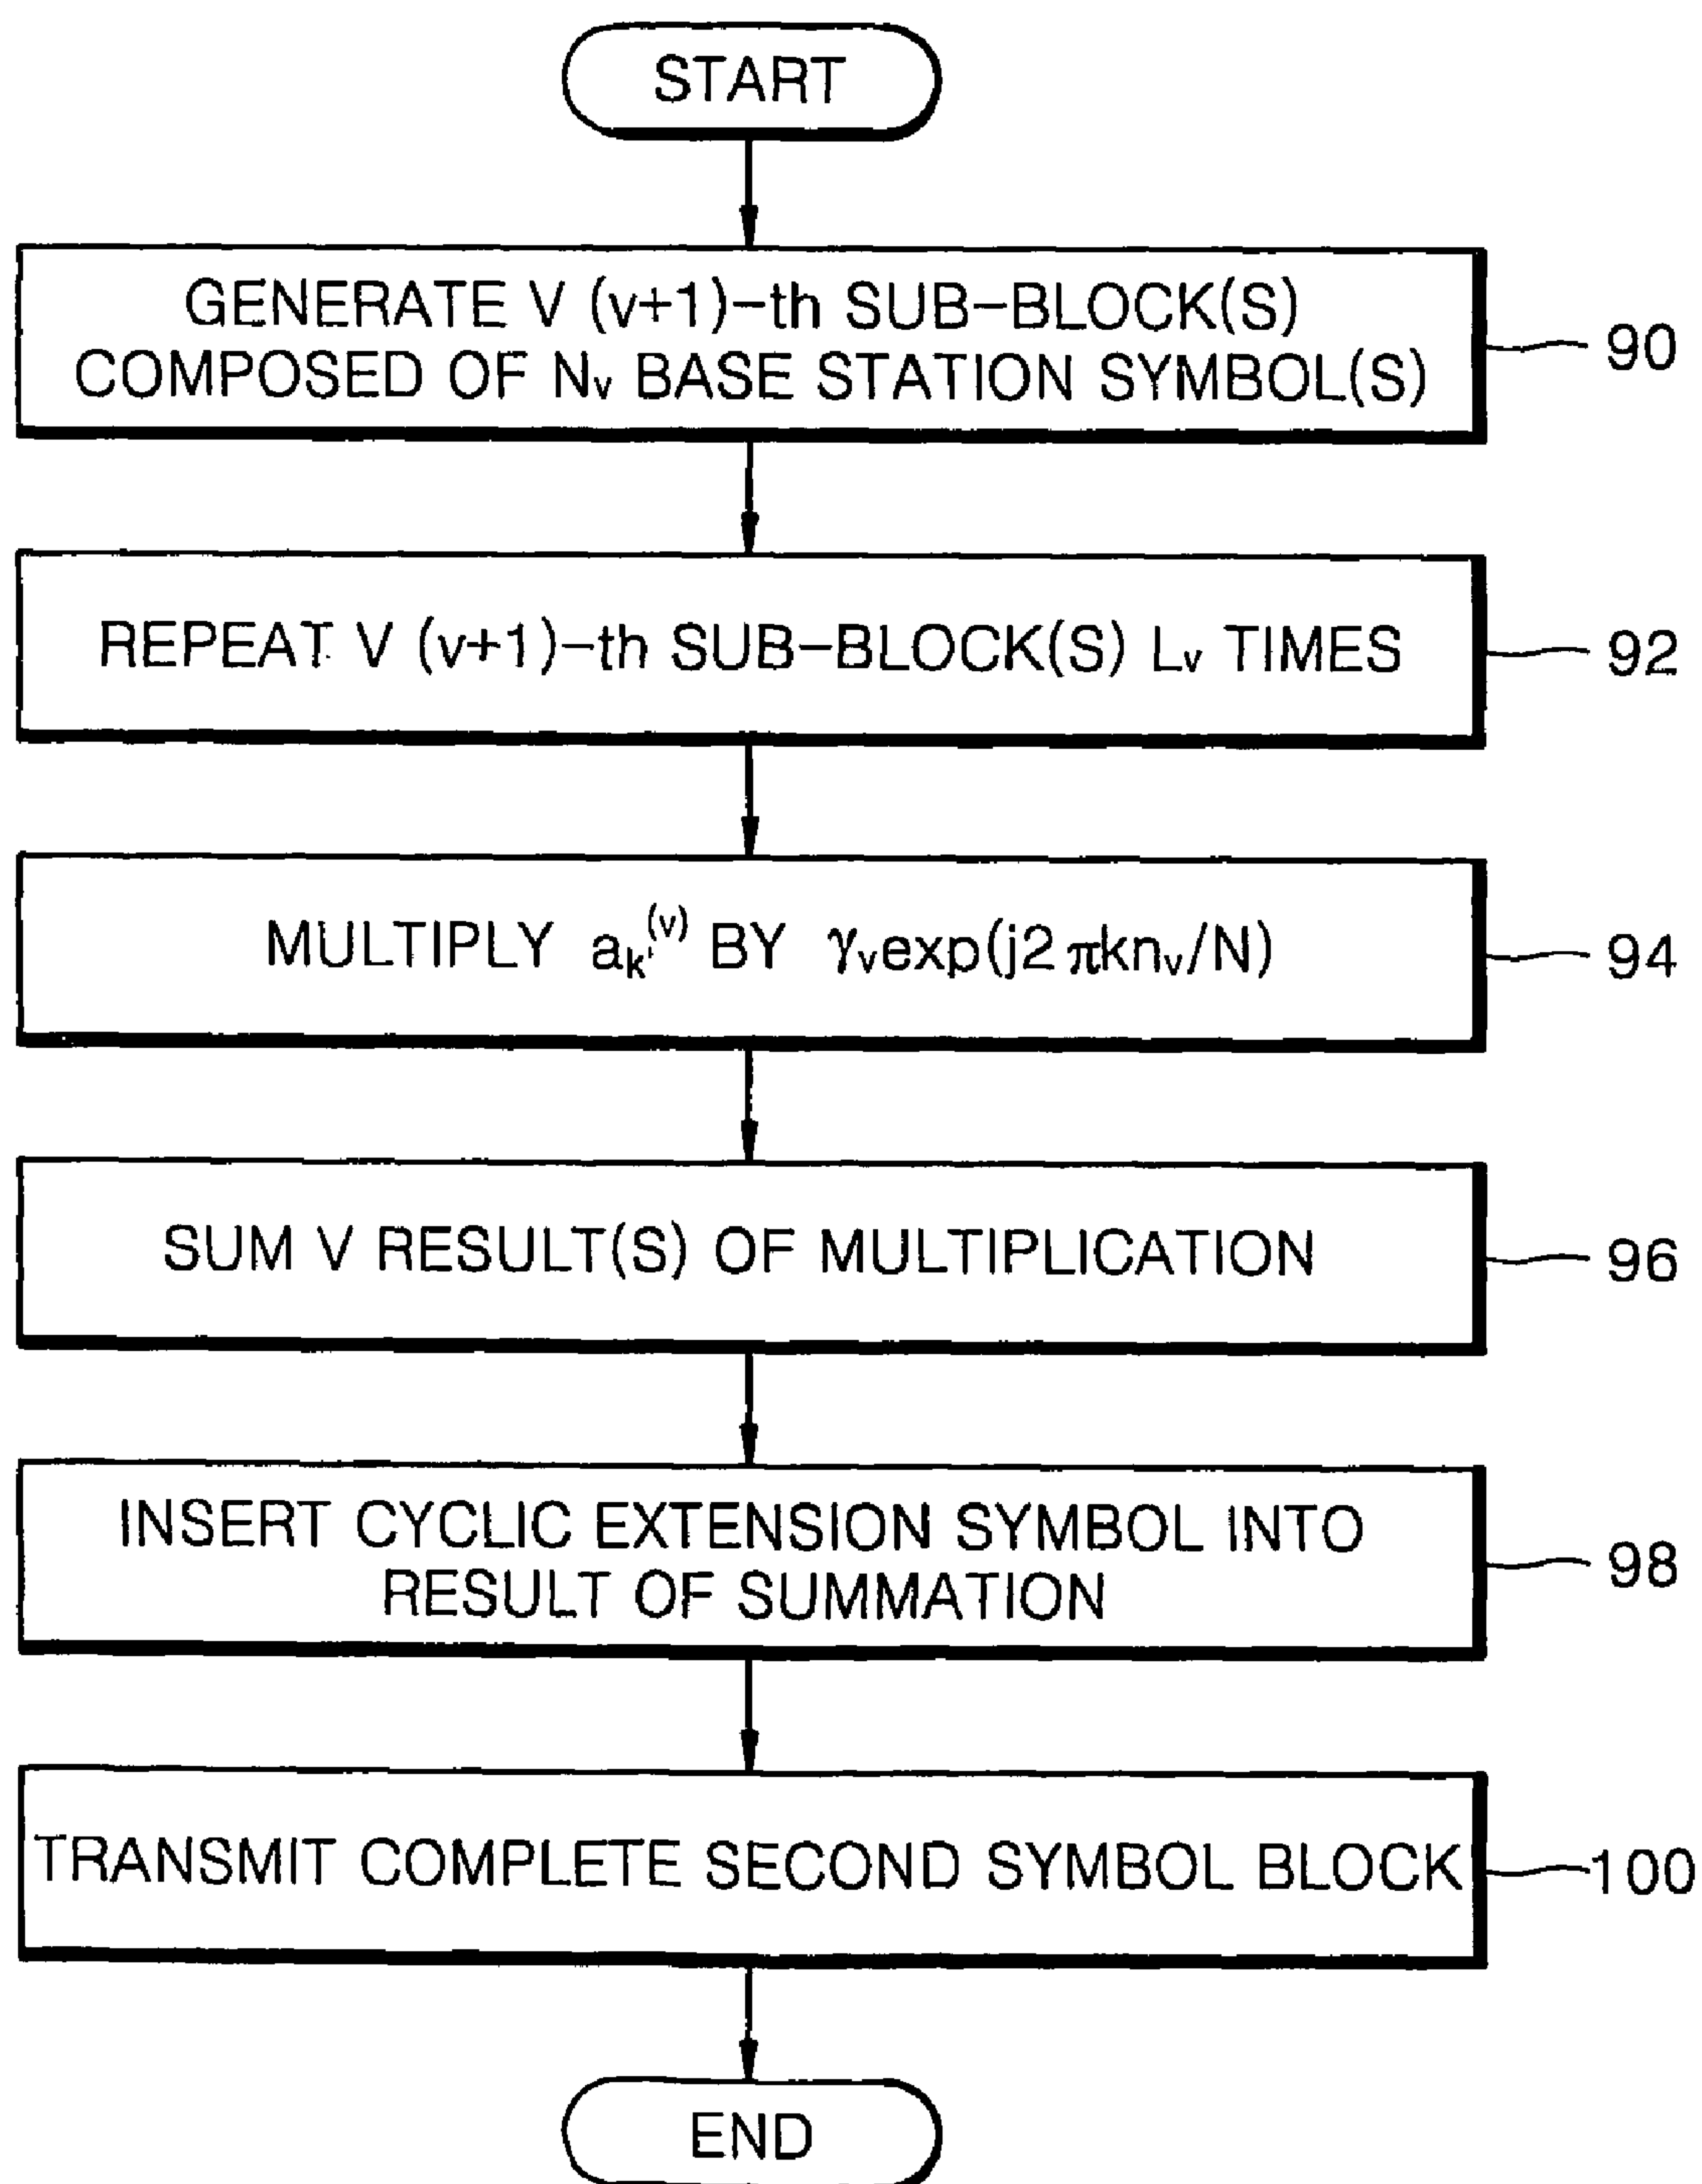 START
GENERATE V (v+1)-th SUB-BLOCK(S)
COMPOSED OF Nv BASE STATION SYMBOL(S)
90
REPEAT V (v+1)-th SUB-BLOCK(S) Lv TIMES
92
MULTIPLY ak'(v) BY γvexp(j2πknv/N)
94
SUM V RESULT(S) OF MULTIPLICATION
96
INSERT CYCLIC EXTENSION SYMBOL INTO
RESULT OF SUMMATION
98
TRANSMIT COMPLETE SECOND SYMBOL BLOCK
100
END